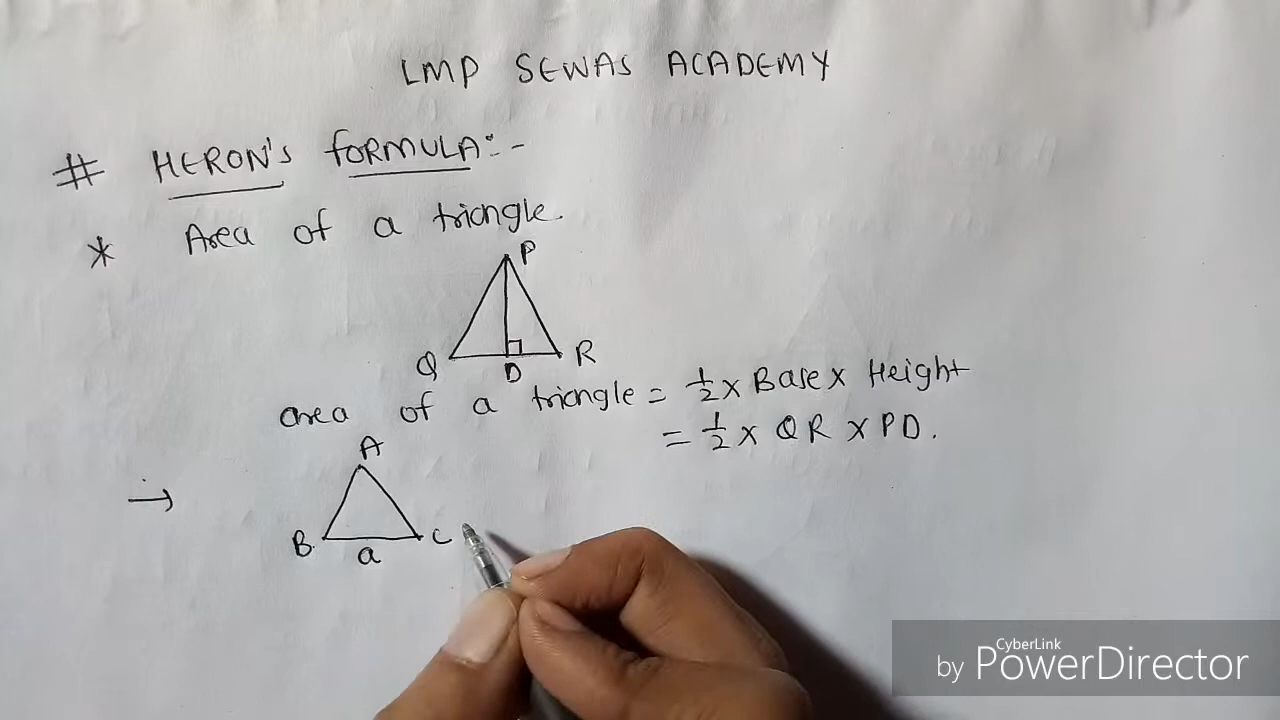 LMP SEWAS ACADEMY
# HERON'S FORMULA:-
* Area of a triangle.
P
Q D R
area of a triangle = 1/2 x Base x Height
= 1/2 x QR x PD.
→ A
B C
a
CyberLink
by PowerDirector